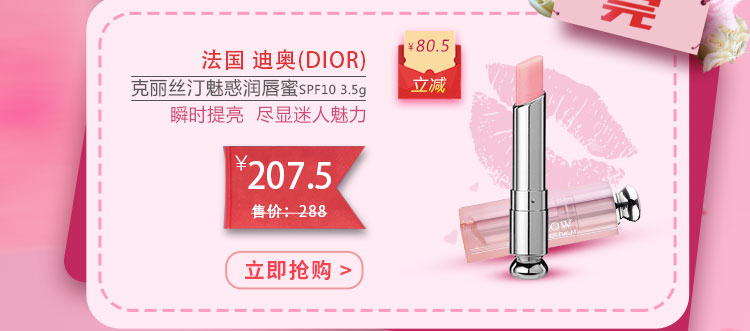 亮
法国 迪奥(DIOR)
克丽丝汀魅惑润唇蜜SPF10 3.5g
瞬时提亮 尽显迷人魅力
¥80.5
立减
¥207.5
售价：288
立即抢购 >